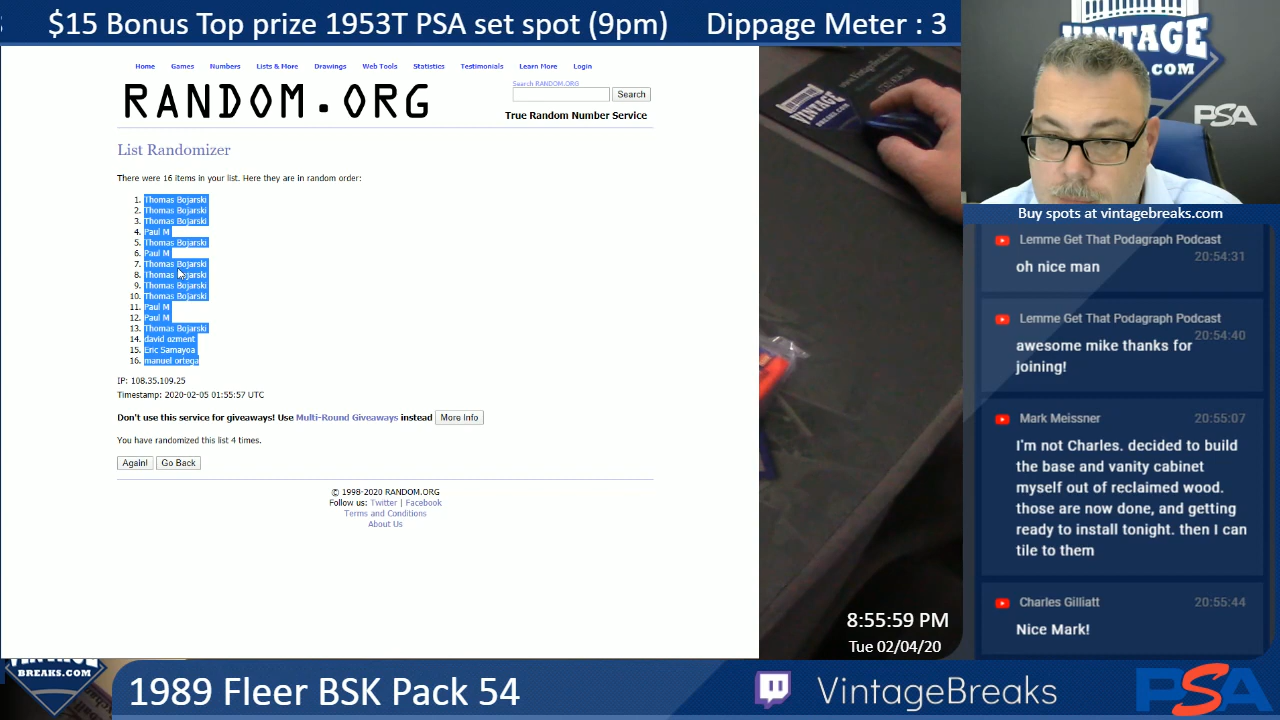 $15 Bonus Top prize 1953T PSA set spot (9pm) Dippage Meter : 3
Home Games Numbers Lists & More Drawings Web Tools Statistics Testimonials Learn More Login
Search RANDOM.ORG
RANDOM.ORG
Search
True Random Number Service
List Randomizer
There were 16 items in your list. Here they are in random order:
1. Thomas Bojarski
2. Thomas Bojarski
3. Thomas Bojarski
4. Paul M
5. Thomas Bojarski
6. Paul M
7. Thomas Bojarski
8. Thomas Bojarski
9. Thomas Bojarski
10. Thomas Bojarski
11. Paul M
12. Paul M
13. Thomas Bojarski
14. david ozment
15. Eric Samayoa
16. manuel ortega
IP: 108.35.109.25
Timestamp: 2020-02-05 01:55:57 UTC
Don't use this service for giveaways! Use Multi-Round Giveaways instead More Info
You have randomized this list 4 times.
Again! Go Back
© 1998-2020 RANDOM.ORG
Follow us: Twitter | Facebook
Terms and Conditions
About Us
VINTAGE
.COM
PSA
VINTAGE
Buy spots at vintagebreaks.com
Lemme Get That Podagraph Podcast
20:54:31
oh nice man
Lemme Get That Podagraph Podcast
20:54:40
awesome mike thanks for
joining!
Mark Meissner 20:55:07
I'm not Charles. decided to build
the base and vanity cabinet
myself out of reclaimed wood.
those are now done, and getting
ready to install tonight. then I can
tile to them
Charles Gilliatt 20:55:44
Nice Mark!
8:55:59 PM
Tue 02/04/20
VINTAGE
BREAKS.COM
1989 Fleer BSK Pack 54
VintageBreaks
PSA